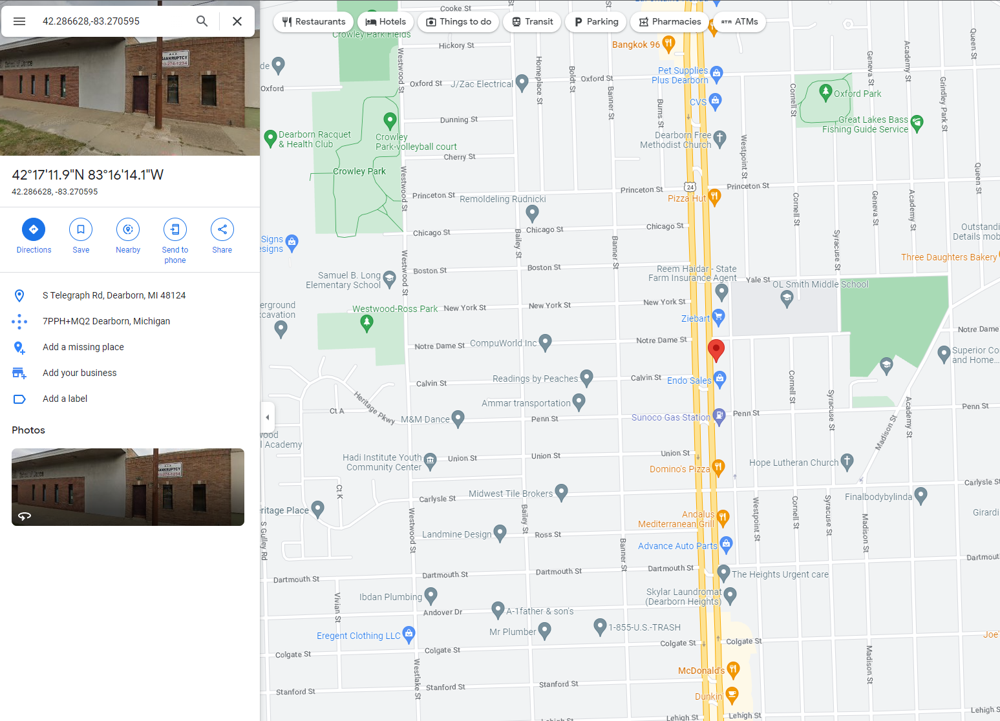 42.286628,-83.270595
Restaurants
Hotels
Things to do
Transit
Parking
Pharmacies
ATMs
AAA
BANKRUPTCY
42°17'11.9"N 83°16'14.1"W
42.286628, -83.270595
Directions
Save
Nearby
Send to
phone
Share
S Telegraph Rd, Dearborn, MI 48124
7PPH+MQ2 Dearborn, Michigan
Add a missing place
Add your business
Add a label
Photos
BANKRUPTCY
Cooke St
Crowley Park Fields
Hickory St
Bangkok 96
de
Oxford
Oxford St
J/Zac Electrical
Oxford St
Pet Supplies
Plus Dearborn
CVS
Oxford Park
Dunning St
Great Lakes Bass
Fishing Guide Service
Dearborn Racquet
& Health Club
Crowley
Park-volleyball court
Dearborn Free
Methodist Church
Cherry St
Crowley Park
24
Princeton St
Princeton St
Princeton St
Remoldeling Rudnicki
Pizza Hut
Chicago St
Chicago St
Chicago St
Signs
esigns
Outstandi
Details mob
Three Daughters Bakery
Boston St
Boston St
Reem Haidar - State
Farm Insurance Agent
Samuel B. Long
Elementary School
Yale St
OL Smith Middle School
erground
xcavation
Westwood-Ross Park
New York St
New York St
New York St
Ziebart
Notre Dame St
CompuWorld Inc
Notre Dame St
Notre Dame
Superior Co
and Home...
Calvin St
Readings by Peaches
Calvin St
Endo Sales
Heritage Pkwy
Ct A
Ammar transportation
M&M Dance
Penn St
Sunoco Gas Station
Penn St
Penn St
wood
l Academy
Hadi Institute Youth
Community Center
Union St
Union St
Union St
Domino's Pizza
Hope Lutheran Church
Carlysle St
Ct K
Carlysle St
Midwest Tile Brokers
Finalbodybylinda
eritage Place
Andalus
Mediterranean Grill
Girardi
Landmine Design
Ross St
Advance Auto Parts
Dartmouth St
Dartmouth St
Dartmouth St
Dartmouth St
Dartmout
The Heights Urgent care
Ibdan Plumbing
Skylar Laundromat
(Dearborn Heights)
Andover Dr
A-1father & son's
Mr Plumber
1-855-U.S.-TRASH
Eregent Clothing LLC
Colgate St
Colgate St
Colgate St
Colgate St
Joe'
McDonald's
Stanford St
Stanford St
Stanford St
Dunkin'
Lehigh St
Lehigh St
Lehigh S
Westwood St
Westwood St
Westwood St
Westwood St
Westlake St
Vivian St
S Gulley Rd
Homeplace St
Boldt St
Banner St
Banner St
Banner St
Bailey St
Bailey St
Burns St
Westpoint St
Westpoint St
Cornell St
Cornell St
Cornell St
Cornell St
Syracuse St
Syracuse St
Syracuse St
Geneva St
Geneva St
Academy St
Academy St
Academy St
Grindley Park St
Queen St
Queen St
Madison St
Madison St
Madison St